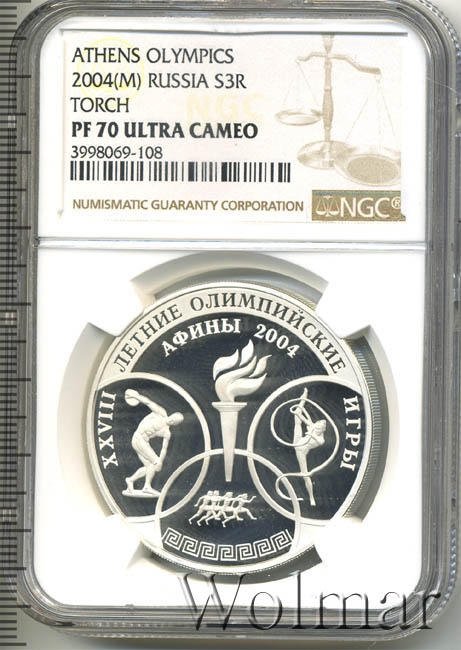 ATHENS OLYMPICS
2004(M) RUSSIA S3R
TORCH
PF 70 ULTRA CAMEO
3998069-108
NGC
NUMISMATIC GUARANTY CORPORATION NGC®
XXVIII ЛЕТНИЕ ОЛИМПИЙСКИЕ ИГРЫ
АФИНЫ 2004
Wolmar